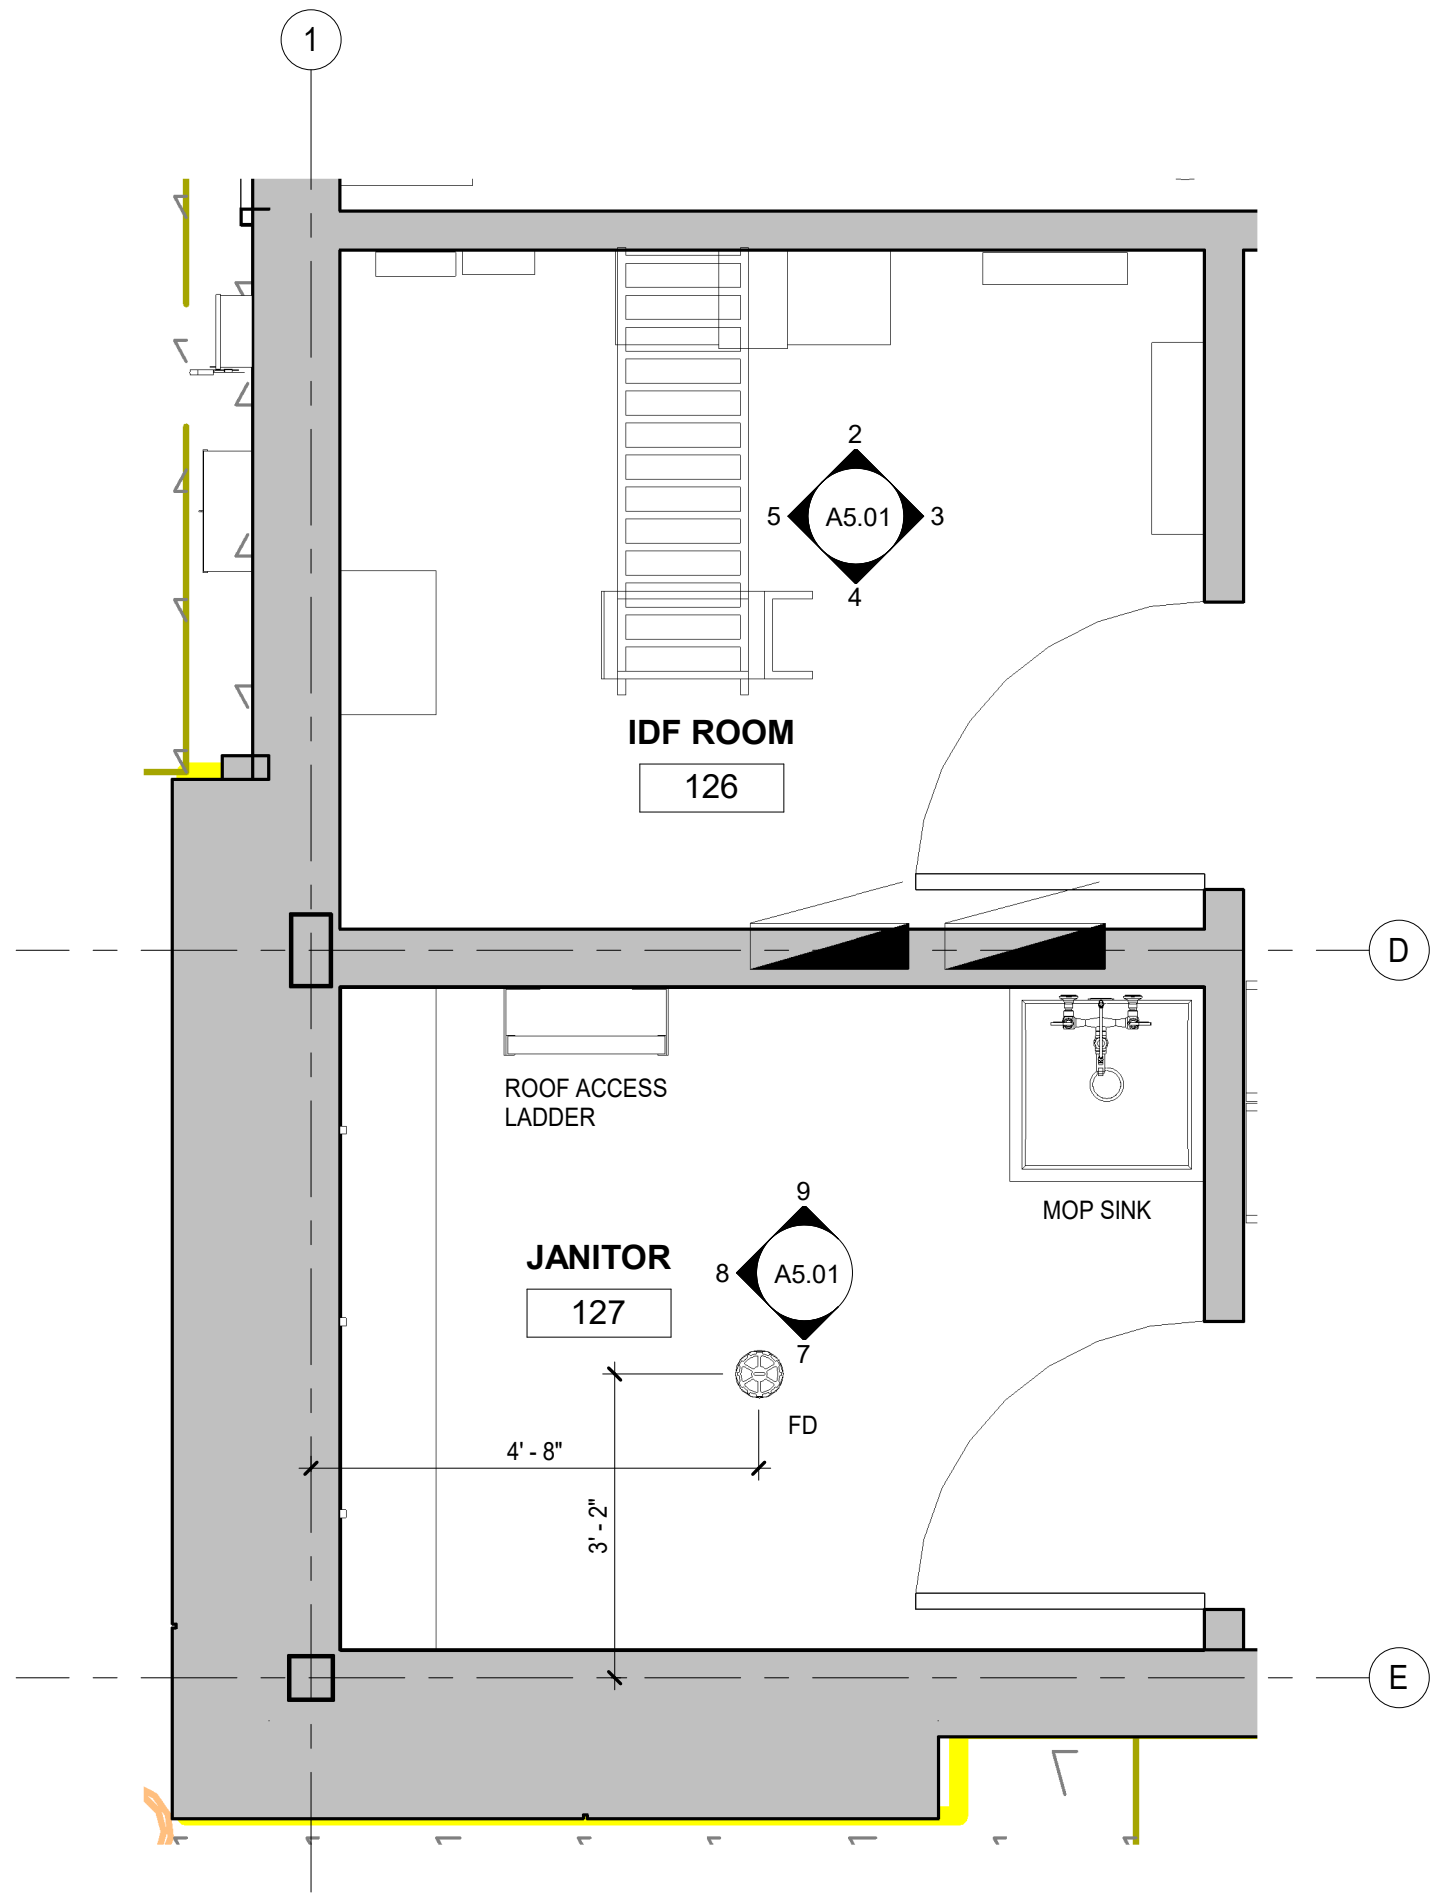 1
2
5
A5.01
3
4
IDF ROOM
126
D
ROOF ACCESS
LADDER
MOP SINK
9
JANITOR
8
A5.01
127
7
FD
4' - 8"
3' - 2"
E